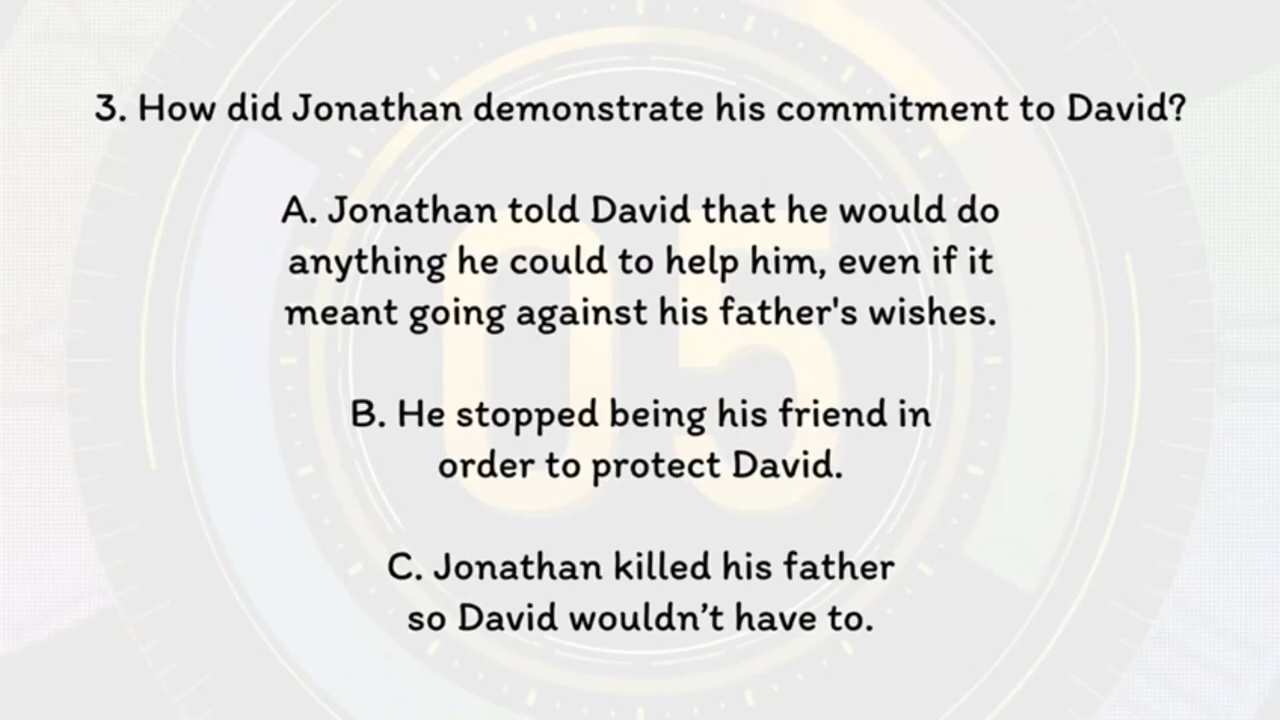 3. How did Jonathan demonstrate his commitment to David?
A. Jonathan told David that he would do
anything he could to help him, even if it
meant going against his father's wishes.
B. He stopped being his friend in
order to protect David.
C. Jonathan killed his father
so David wouldn’t have to.
05